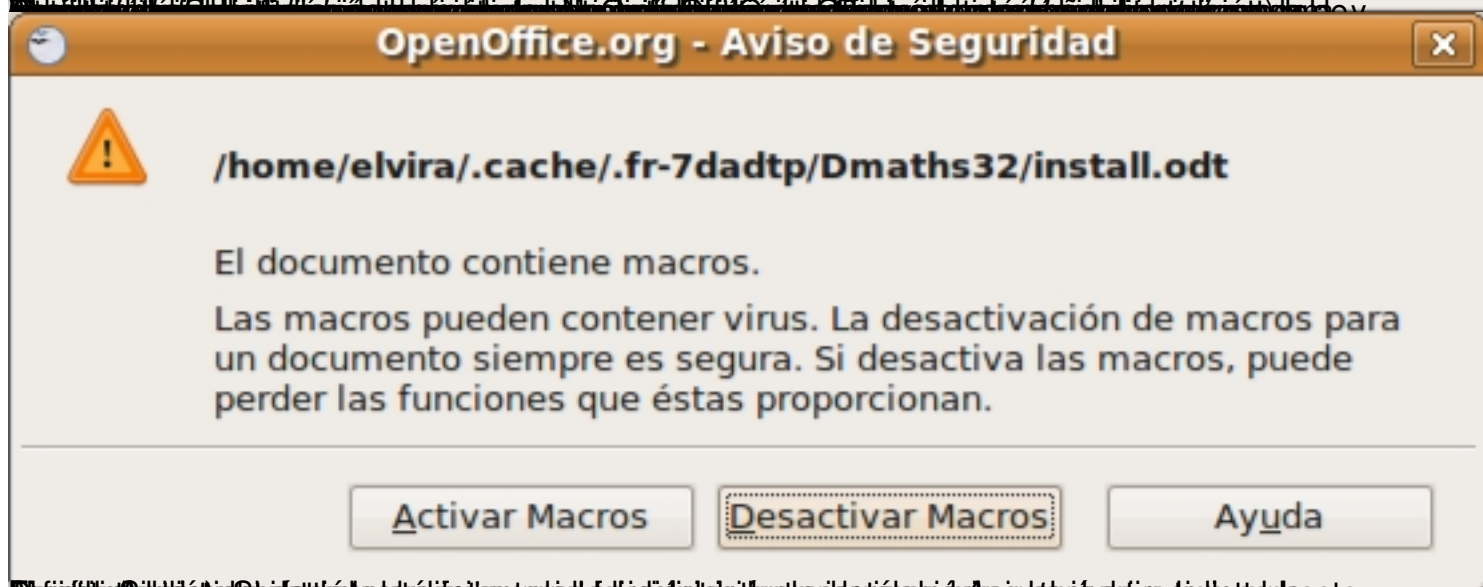 OpenOffice.org - Aviso de Seguridad
/home/elvira/.cache/.fr-7dadtp/Dmaths32/install.odt
El documento contiene macros.
Las macros pueden contener virus. La desactivación de macros para
un documento siempre es segura. Si desactiva las macros, puede
perder las funciones que éstas proporcionan.
Activar Macros
Desactivar Macros
Ayuda